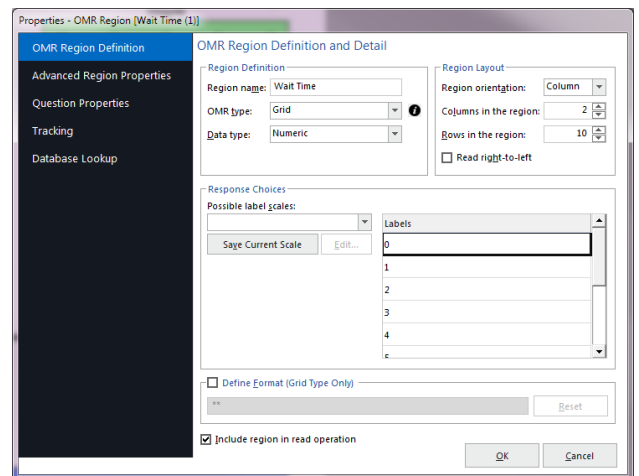 Properties - OMR Region [Wait Time (1)]
OMR Region Definition
Advanced Region Properties
Question Properties
Tracking
Database Lookup
OMR Region Definition and Detail
Region Definition
Region name: Wait Time
OMR type: Grid
Data type: Numeric
Region Layout
Region orientation: Column
Columns in the region: 2
Rows in the region: 10
Read right-to-left
Response Choices
Possible label scales:
Save Current Scale Edit...
Labels
0
1
2
3
4
5
Define Format (Grid Type Only)
**
Reset
Include region in read operation
OK Cancel